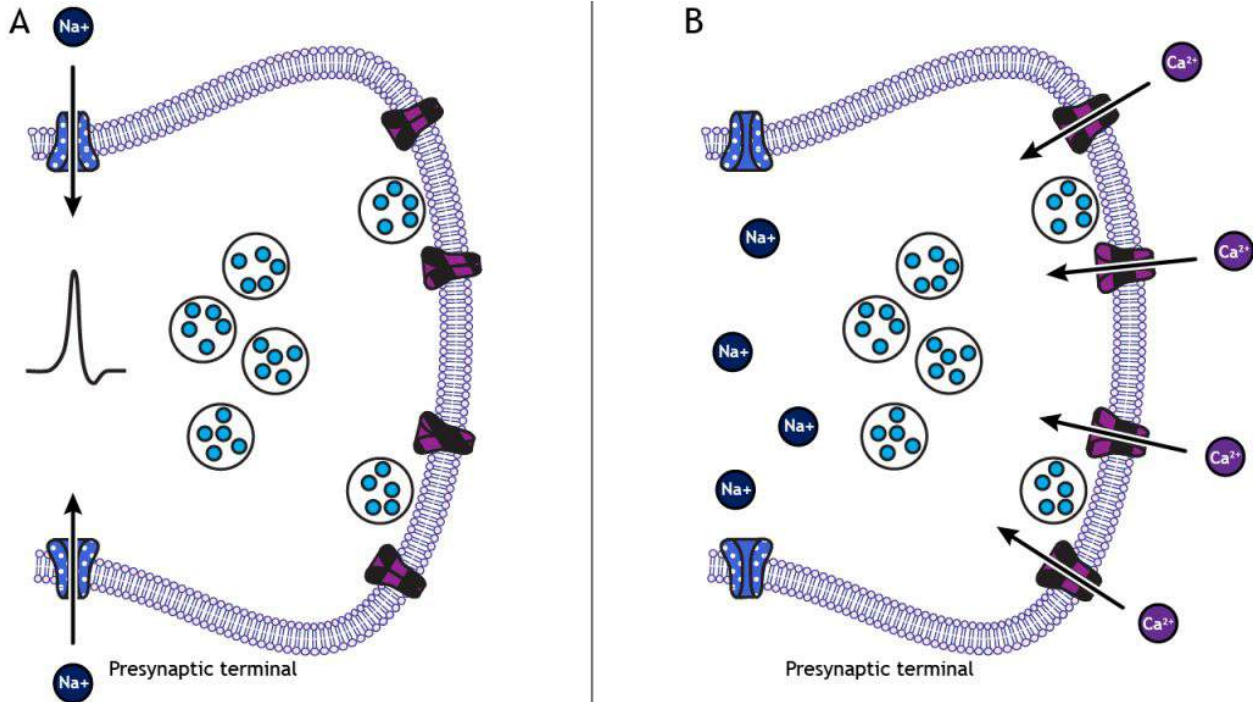 A
Na+
Na+
Presynaptic terminal
B
Ca²⁺
Na+
Ca²⁺
Na+
Na+
Ca²⁺
Na+
Ca²⁺
Presynaptic terminal